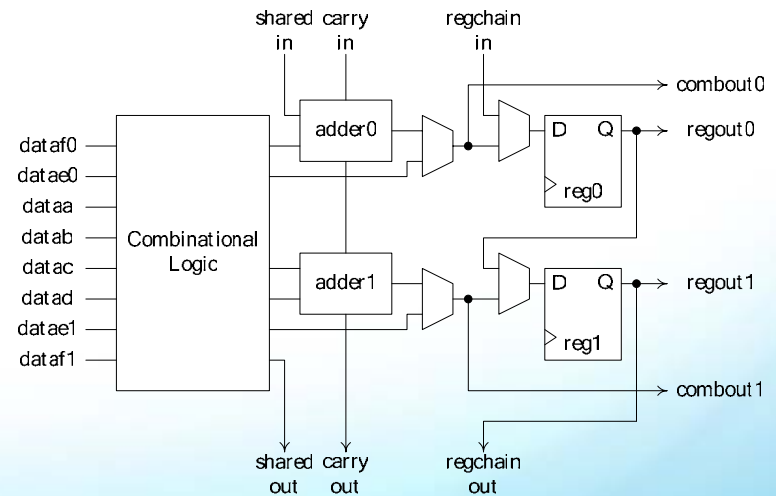 shared carry regchain
in in in
combout0
adder0
D Q
regout0
reg0
dataf0
datae0
dataa
datab
datac
datad
datae1
dataf1
Combinational
Logic
adder1
D Q
regout1
reg1
combout1
shared carry regchain
out out out